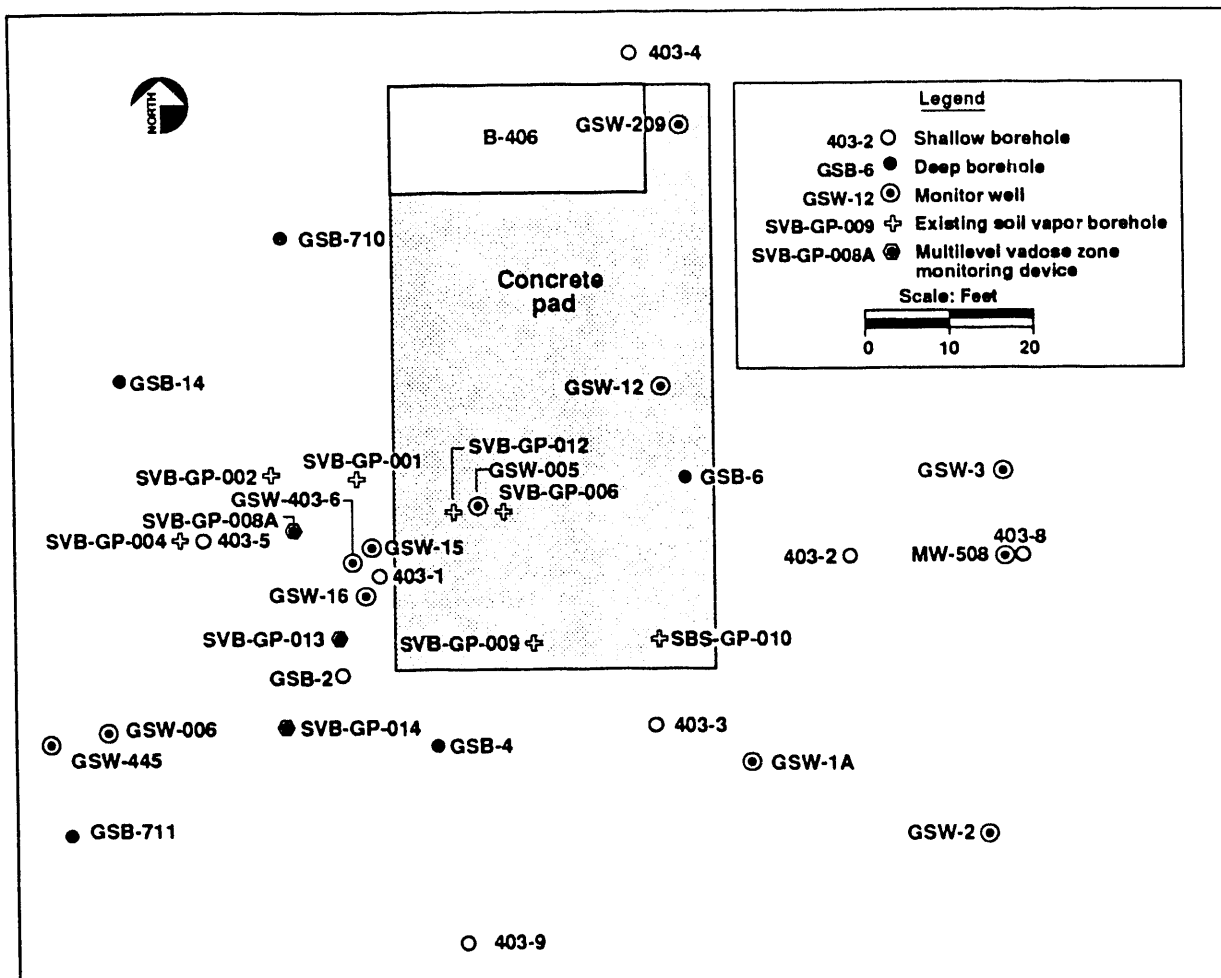 403-4
NORTH
B-406
GSW-209
Legend
403-2 Shallow borehole
GSB-6 Deep borehole
GSW-12 Monitor well
SVB-GP-009 Existing soil vapor borehole
SVB-GP-008A Multilevel vadose zone
monitoring device
Scale: Feet
0 10 20
GSB-710
Concrete
pad
GSB-14
GSW-12
SVB-GP-012
SVB-GP-001
GSW-005
SVB-GP-002
SVB-GP-006
GSB-6
GSW-3
GSW-403-6
SVB-GP-008A
SVB-GP-004
403-5
GSW-15
403-2
MW-508
403-8
403-1
GSW-16
SVB-GP-013
SVB-GP-009
SBS-GP-010
GSB-2
GSW-006
SVB-GP-014
403-3
GSB-4
GSW-445
GSW-1A
GSB-711
GSW-2
403-9